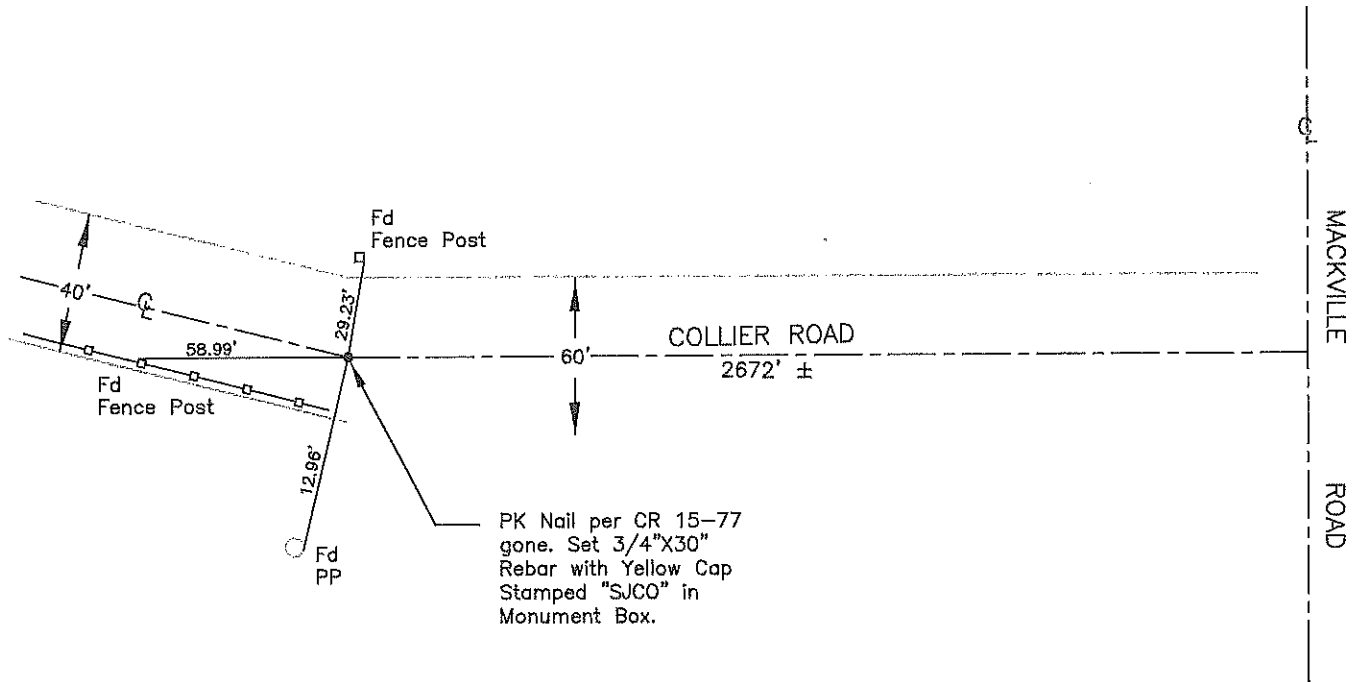 ℄
MACKVILLE
ROAD
Fd
Fence Post
40'
℄
29.23'
58.99'
60'
COLLIER ROAD
2672' ±
Fd
Fence Post
12.96'
Fd
PP
PK Nail per CR 15-77
gone. Set 3/4"X30"
Rebar with Yellow Cap
Stamped "SJCO" in
Monument Box.